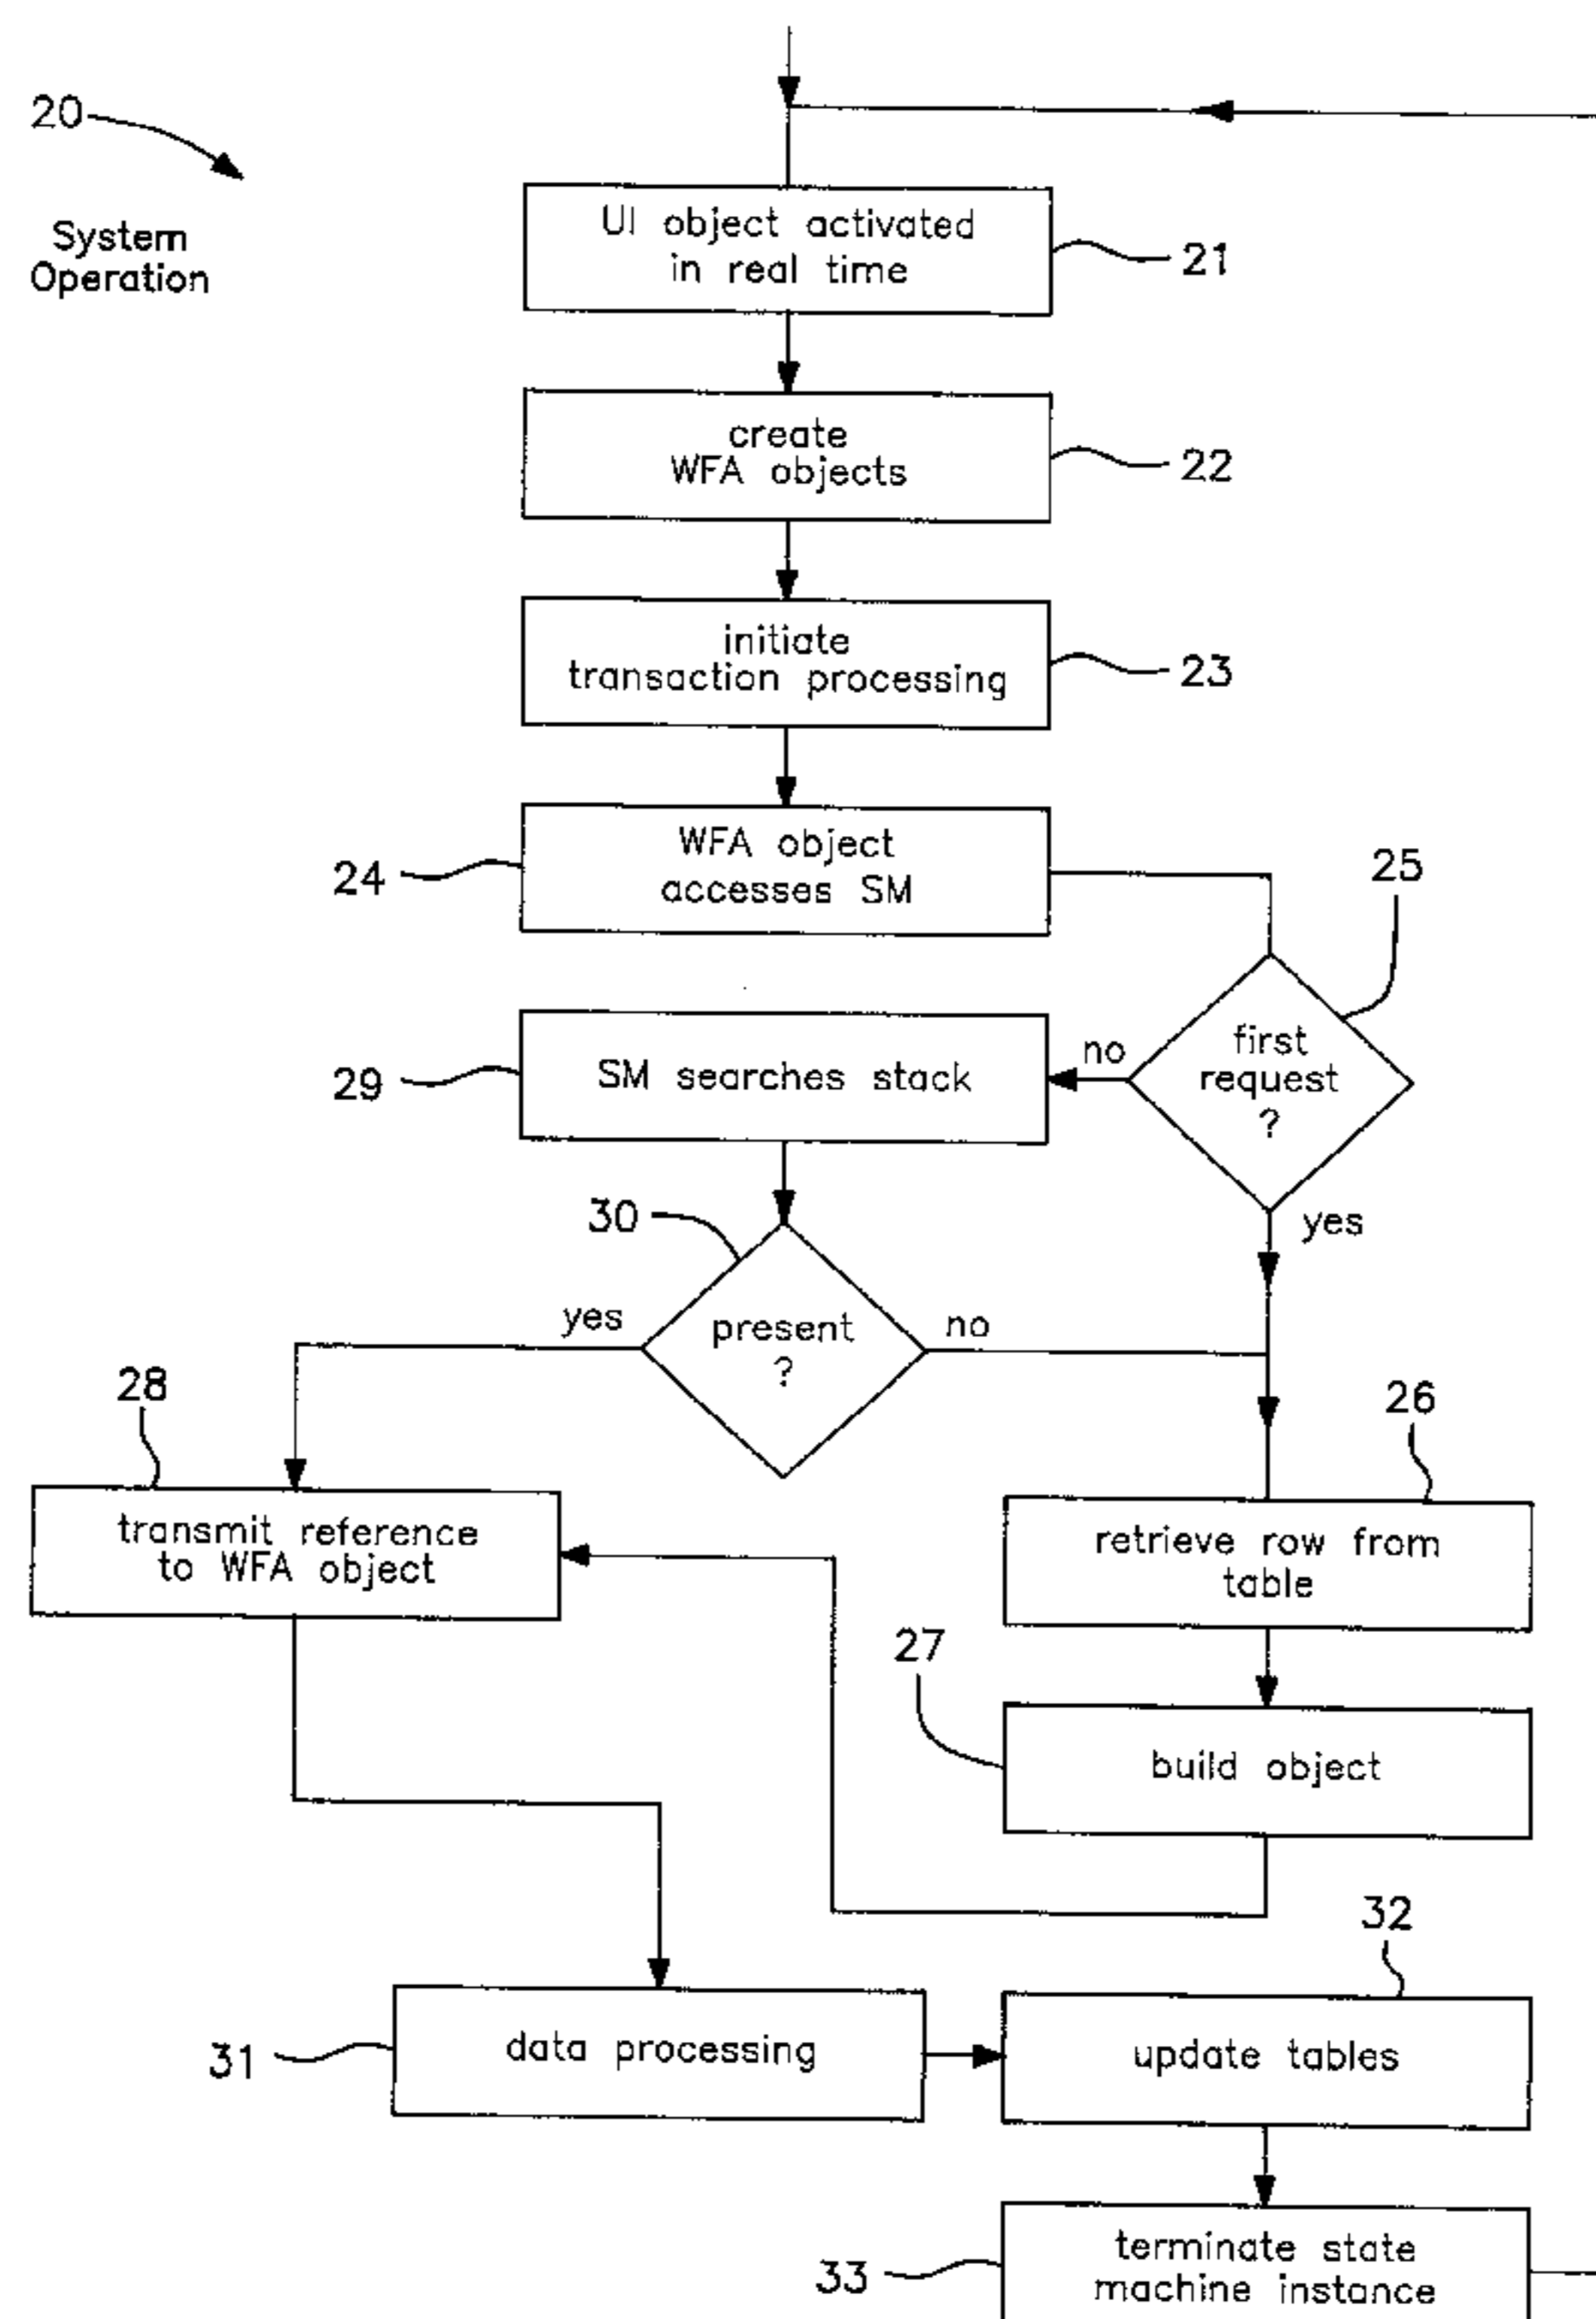 20
System
Operation
UI object activated
in real time
21
create
WFA objects
22
initiate
transaction processing
23
24
WFA object
accesses SM
25
first
request
?
no
yes
29
SM searches stack
30
present
?
yes
no
28
transmit reference
to WFA object
26
retrieve row from
table
27
build object
31
data processing
32
update tables
33
terminate state
machine instance